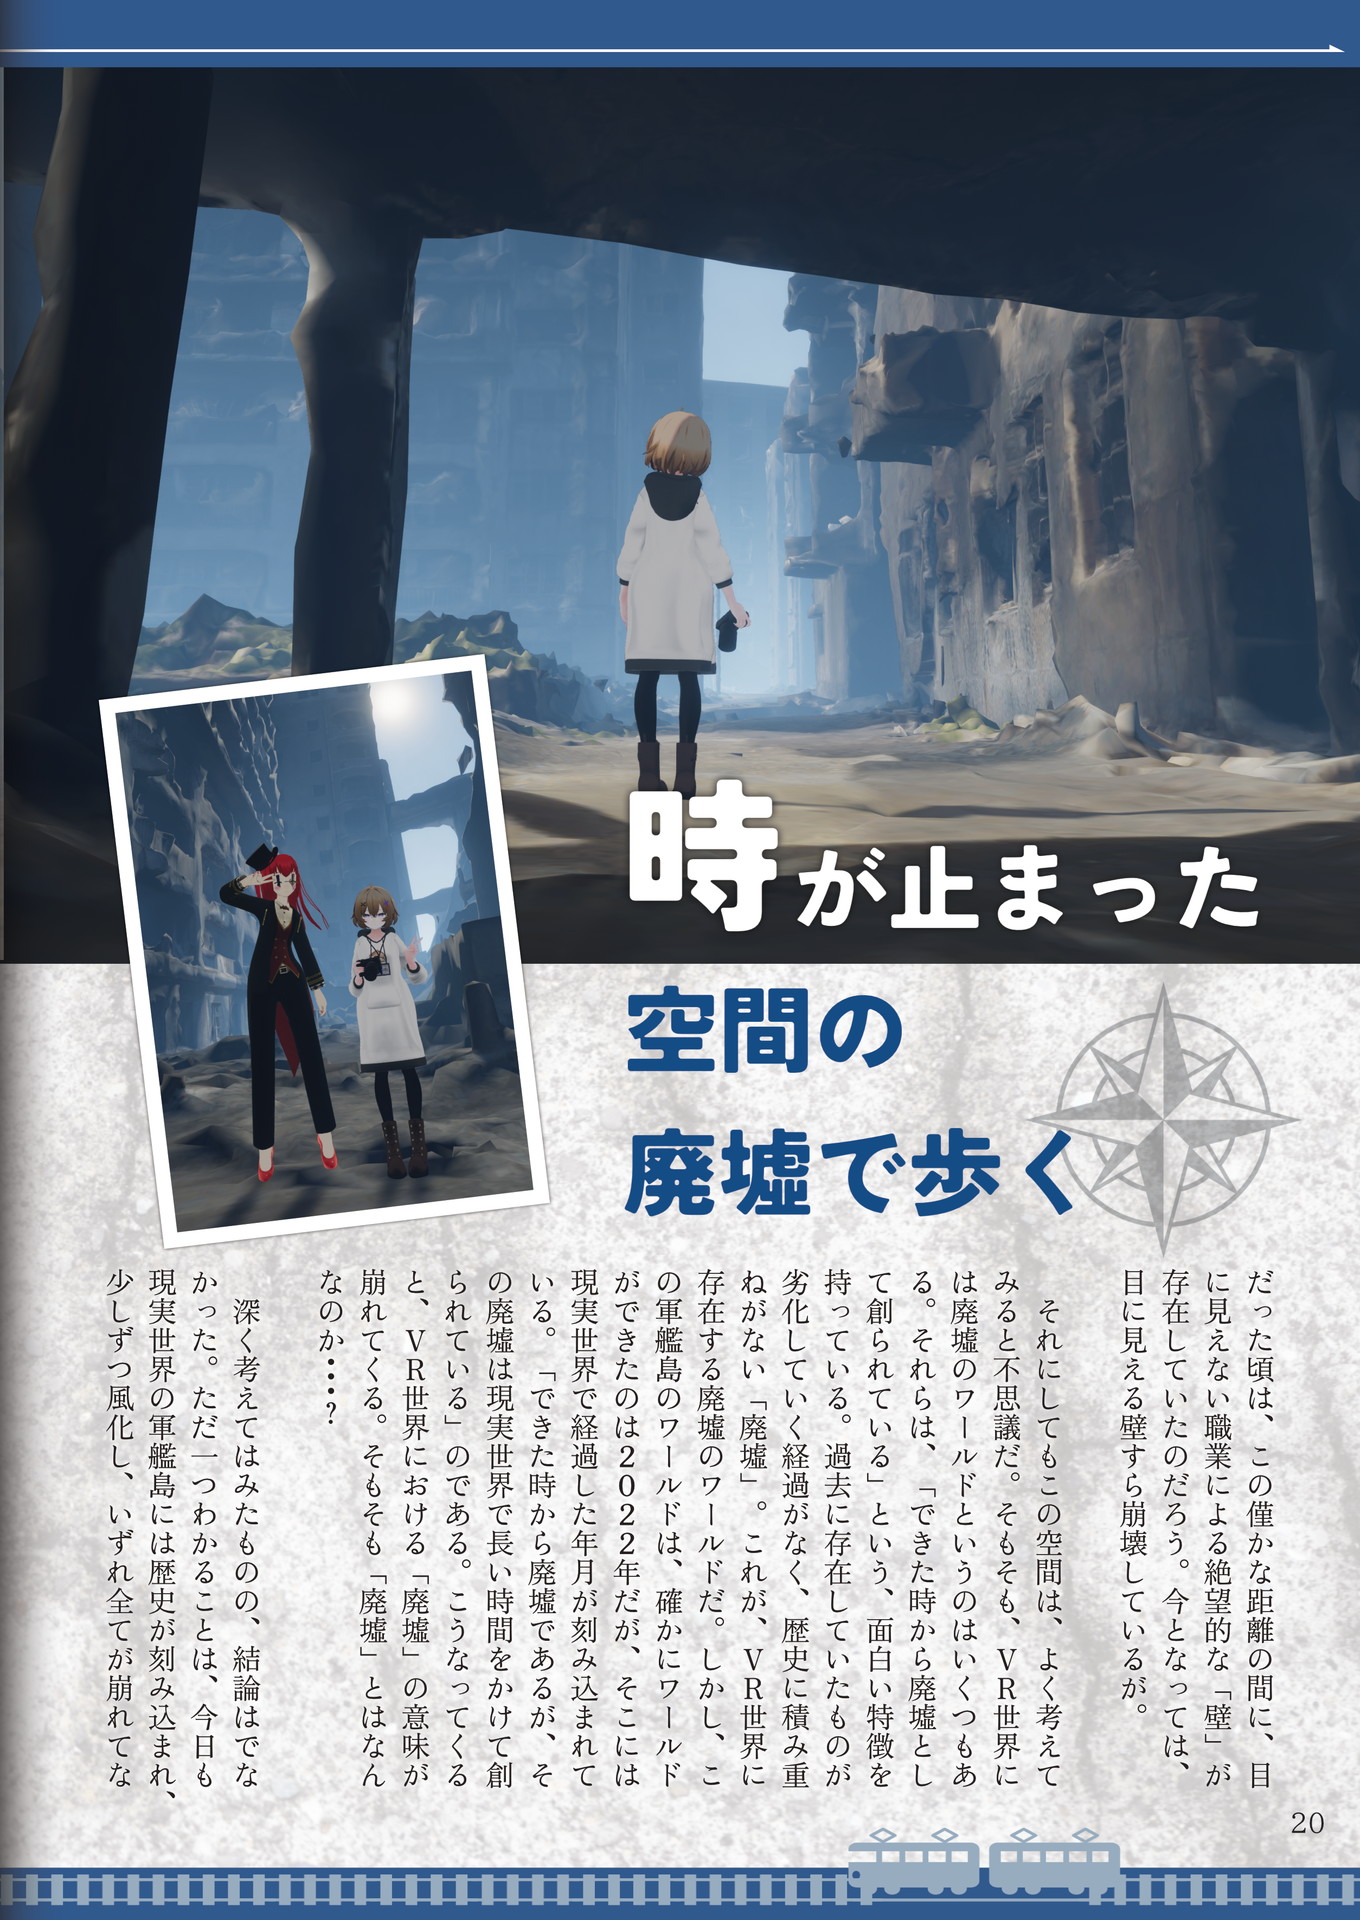 時が止まった
空間の
廃墟で歩く
だった頃は、この僅かな距離の間に、目
に見えない職業による絶望的な「壁」が
存在していたのだろう。今となっては、
目に見える壁すら崩壊しているが。
それにしてもこの空間は、よく考えて
みると不思議だ。そもそも、ＶＲ世界に
は廃墟のワールドというのはいくつもあ
る。それらは、「できた時から廃墟とし
て創られている」という、面白い特徴を
持っている。過去に存在していたものが
劣化していく経過がなく、歴史に積み重
ねがない「廃墟」。これが、ＶＲ世界に
存在する廃墟のワールドだ。しかし、こ
の軍艦島のワールドは、確かにワールド
ができたのは２０２２年だが、そこには
現実世界で経過した年月が刻み込まれて
いる。「できた時から廃墟であるが、そ
の廃墟は現実世界で長い時間をかけて創
られている」のである。こうなってくる
と、ＶＲ世界における「廃墟」の意味が
崩れてくる。そもそも「廃墟」とはなん
なのか・・・・？
深く考えてはみたものの、結論はでな
かった。ただ一つわかることは、今日も
現実世界の軍艦島には歴史が刻み込まれ、
少しずつ風化し、いずれ全てが崩れてな
20